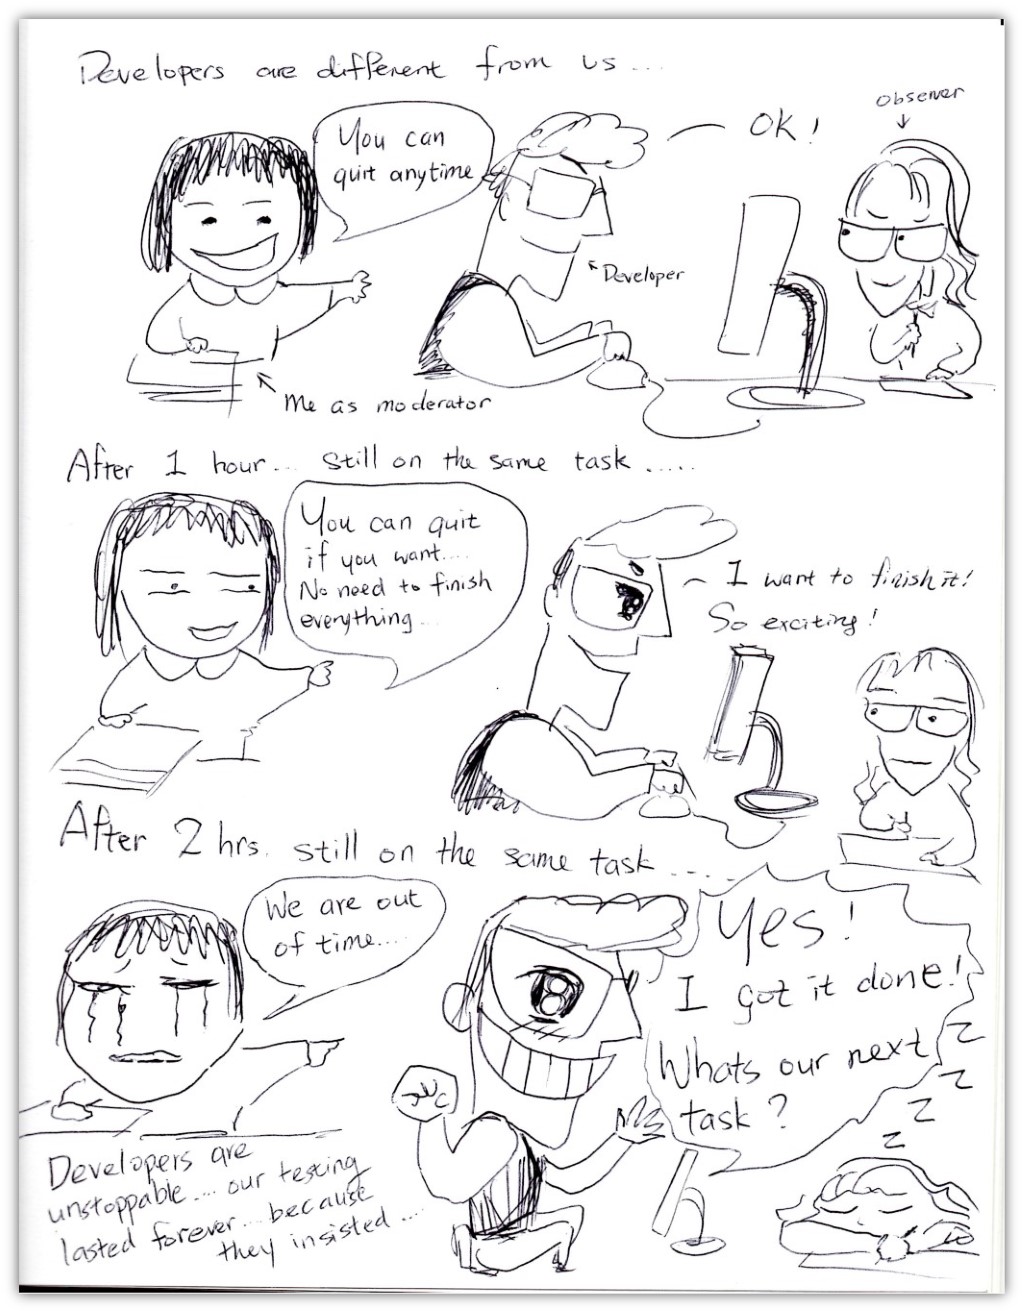 Developers are different from us...
You can
quit anytime
OK!
observer
Developer
Me as moderator
After 1 hour... still on the same task .....
You can quit
if you want....
No need to finish
everything...
I want to finish it!
So exciting!
After 2 hrs. still on the same task .....
We are out
of time....
Yes!
I got it done!
Whats our next
task?
z
z
z
z
Developers are
unstoppable.... our testing
lasted forever... because
they insisted ....